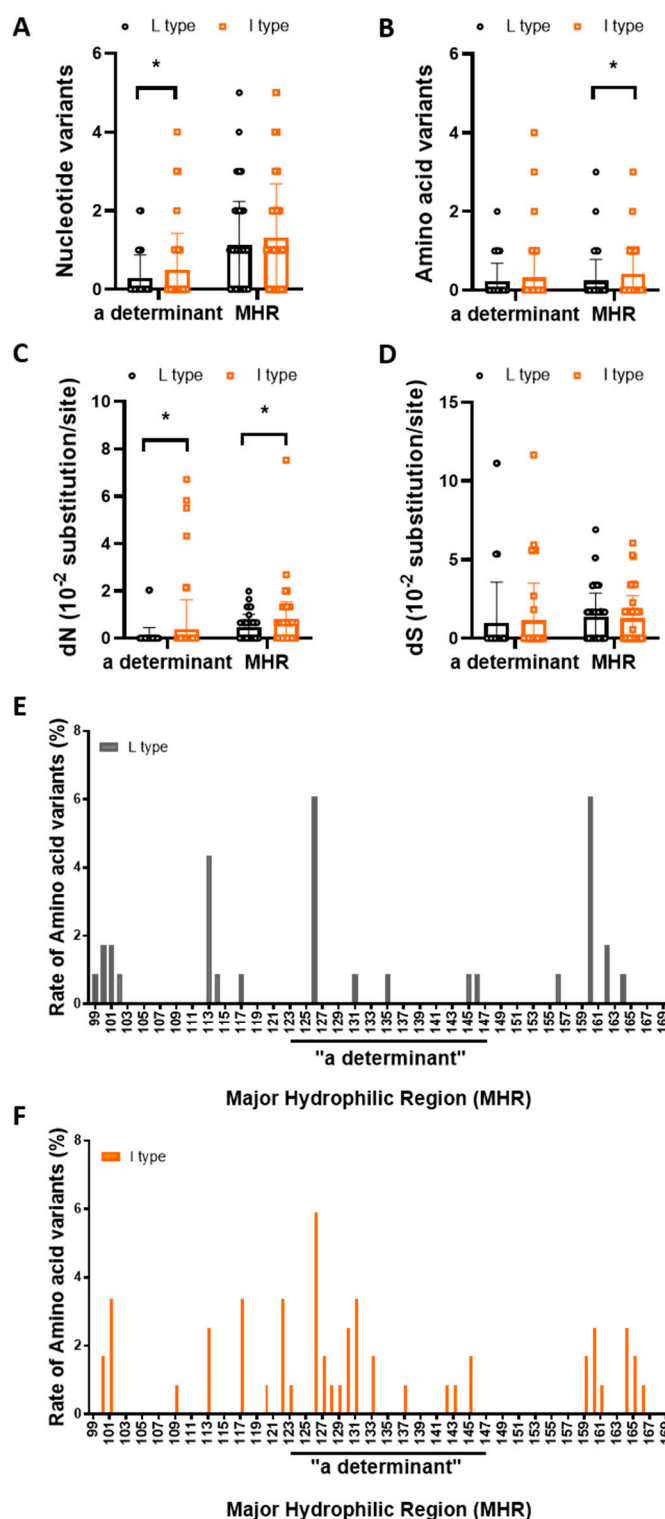 A
L type I type
Nucleotide variants
6
4
2
0
*
a determinant MHR
B
L type I type
Amino acid variants
6
4
2
0
*
a determinant MHR
C
L type I type
dN (10-2 substitution/site)
10
8
6
4
2
0
* *
a determinant MHR
D
L type I type
dS (10-2 substitution/site)
15
10
5
0
a determinant MHR
E
Rate of Amino acid variants (%)
8
6
4
2
0
L type
99 101 103 105 107 109 111 113 115 117 119 121 123 125 127 129 131 133 135 137 139 141 143 145 147 149 151 153 155 157 159 161 163 165 167 169
"a determinant"
Major Hydrophilic Region (MHR)
F
Rate of Amino acid variants (%)
8
6
4
2
0
I type
99 101 103 105 107 109 111 113 115 117 119 121 123 125 127 129 131 133 135 137 139 141 143 145 147 149 151 153 155 157 159 161 163 165 167 169
"a determinant"
Major Hydrophilic Region (MHR)